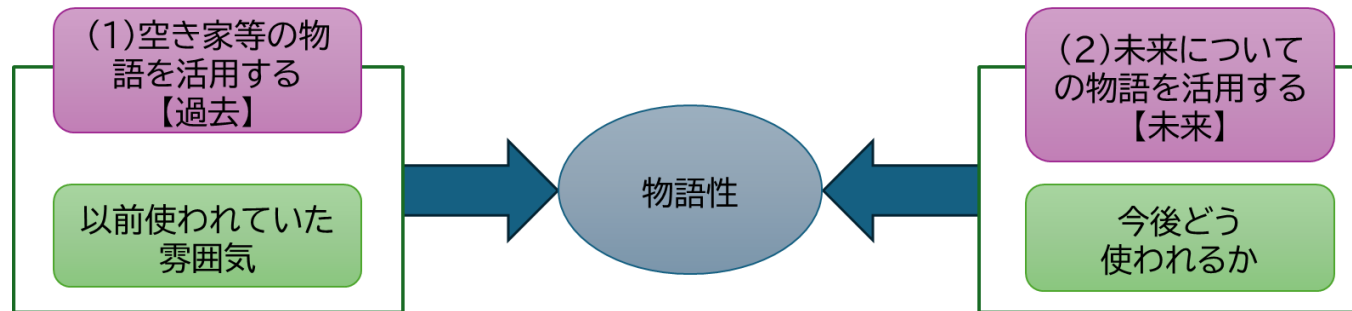 (1)空き家等の物
語を活用する
【過去】
以前使われていた
雰囲気
物語性
(2)未来について
の物語を活用する
【未来】
今後どう
使われるか